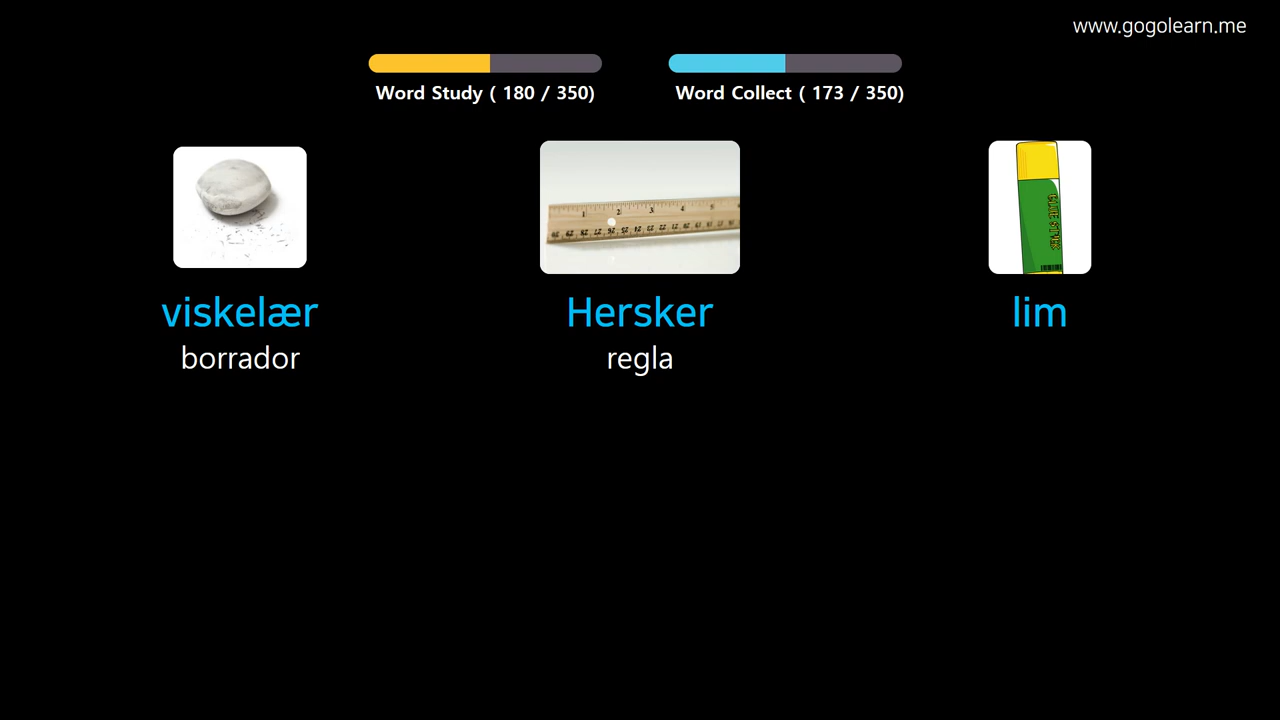 www.gogolearn.me
Word Study ( 180 / 350)
Word Collect ( 173 / 350)
viskelær
borrador
Hersker
regla
lim